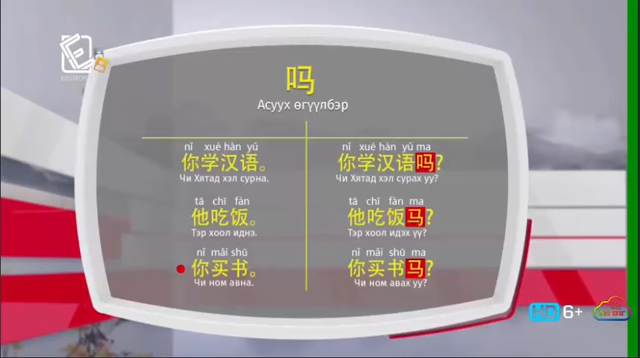 吗
Асуух өгүүлбэр
nǐ xué hàn yǔ
你学汉语。
Чи Хятад хэл сурна.
tā chī fàn
他吃饭。
Тэр хоол иднэ.
nǐ mǎi shū
你买书。
Чи ном авна.
nǐ xué hàn yǔ ma
你学汉语吗?
Чи Хятад хэл сурах уу?
tā chī fàn ma
他吃饭马?
Тэр хоол идэх үү?
nǐ mǎi shū ma
你买书马?
Чи ном авах уу?
HD 6+